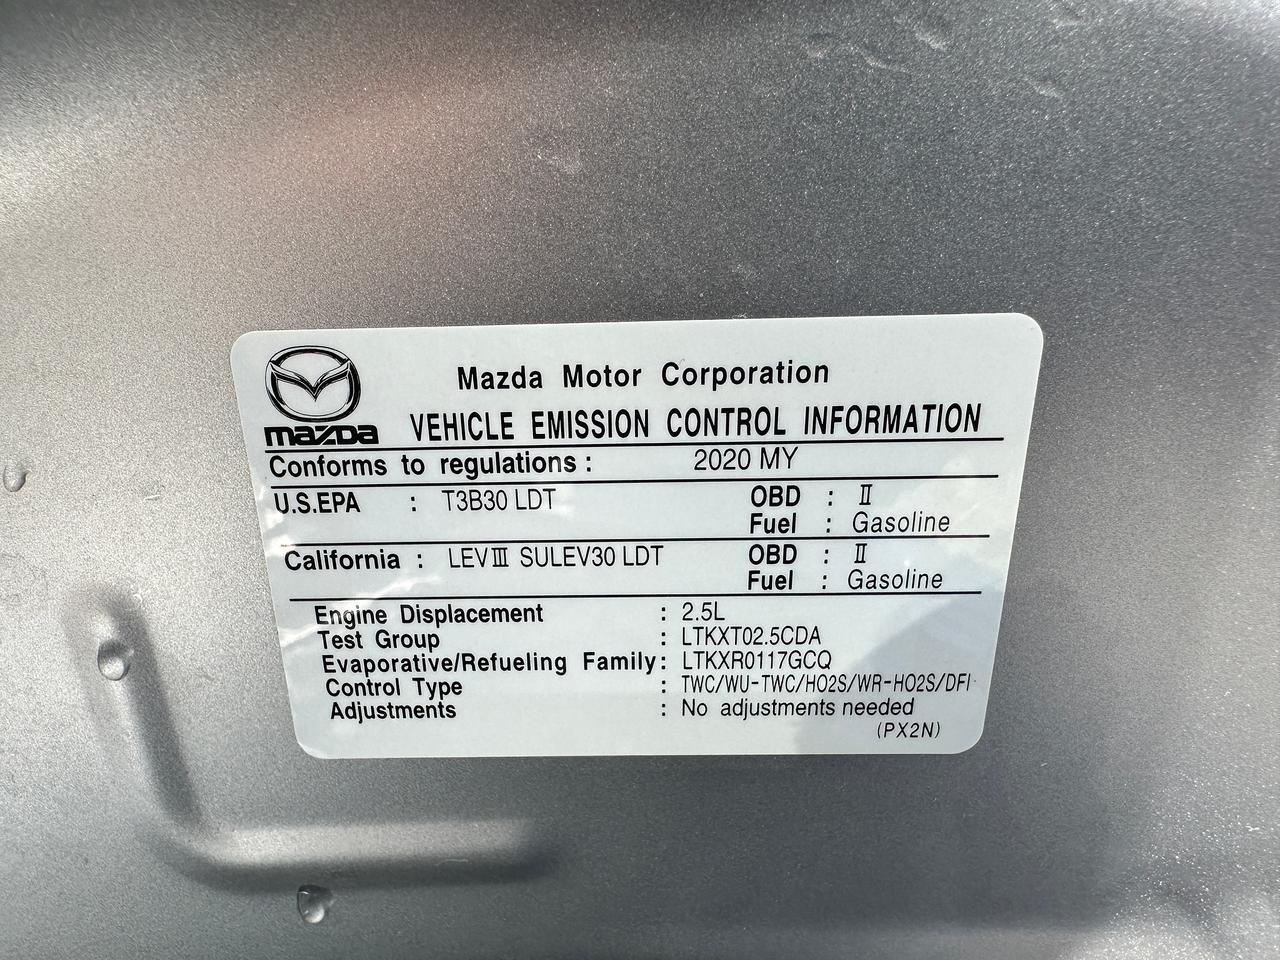 mazda
Mazda Motor Corporation
VEHICLE EMISSION CONTROL INFORMATION
Conforms to regulations : 2020 MY
U.S.EPA : T3B30 LDT OBD : II
Fuel : Gasoline
California : LEVIII SULEV30 LDT OBD : II
Fuel : Gasoline
Engine Displacement : 2.5L
Test Group : LTKXT02.5CDA
Evaporative/Refueling Family : LTKXR0117GCQ
Control Type : TWC/WU-TWC/HO2S/WR-HO2S/DFI
Adjustments : No adjustments needed
(PX2N)